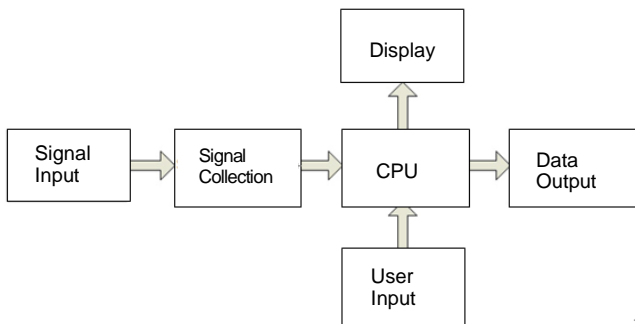 Display
Signal
Input
Signal
Collection
CPU
Data
Output
User
Input